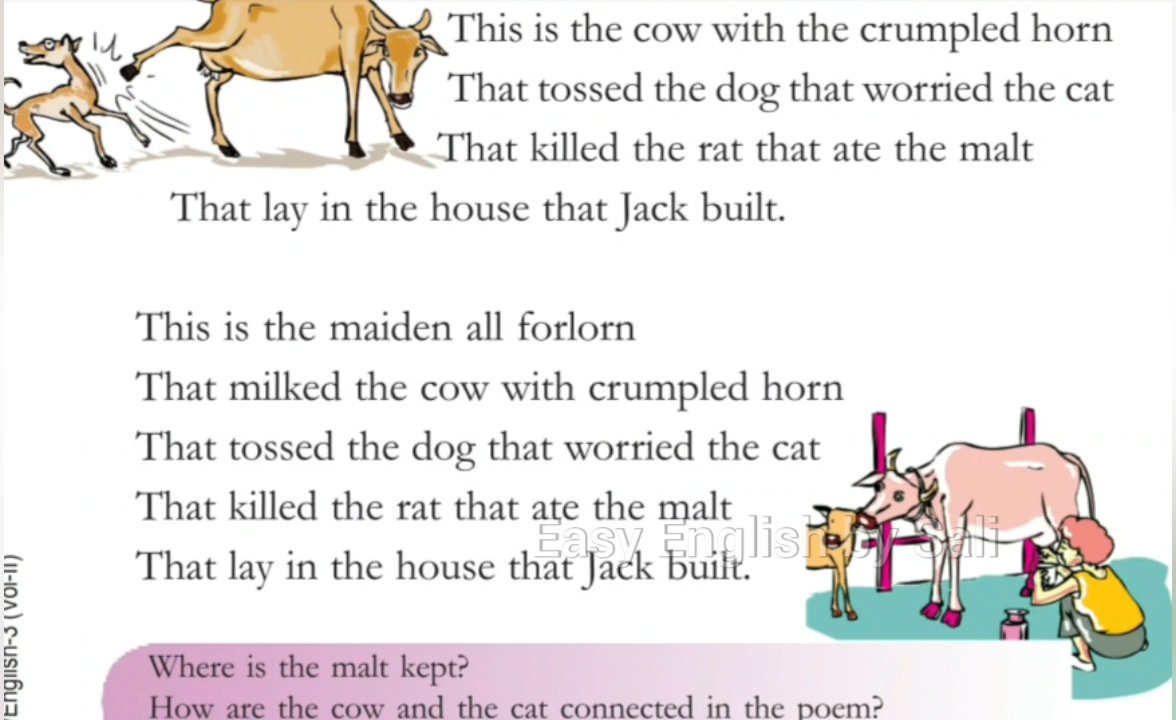 This is the cow with the crumpled horn
That tossed the dog that worried the cat
That killed the rat that ate the malt
That lay in the house that Jack built.
This is the maiden all forlorn
That milked the cow with crumpled horn
That tossed the dog that worried the cat
That killed the rat that ate the malt
That lay in the house that Jack built.
Easy English by Sali
Where is the malt kept?
How are the cow and the cat connected in the poem?
English-3 (Vol-II)